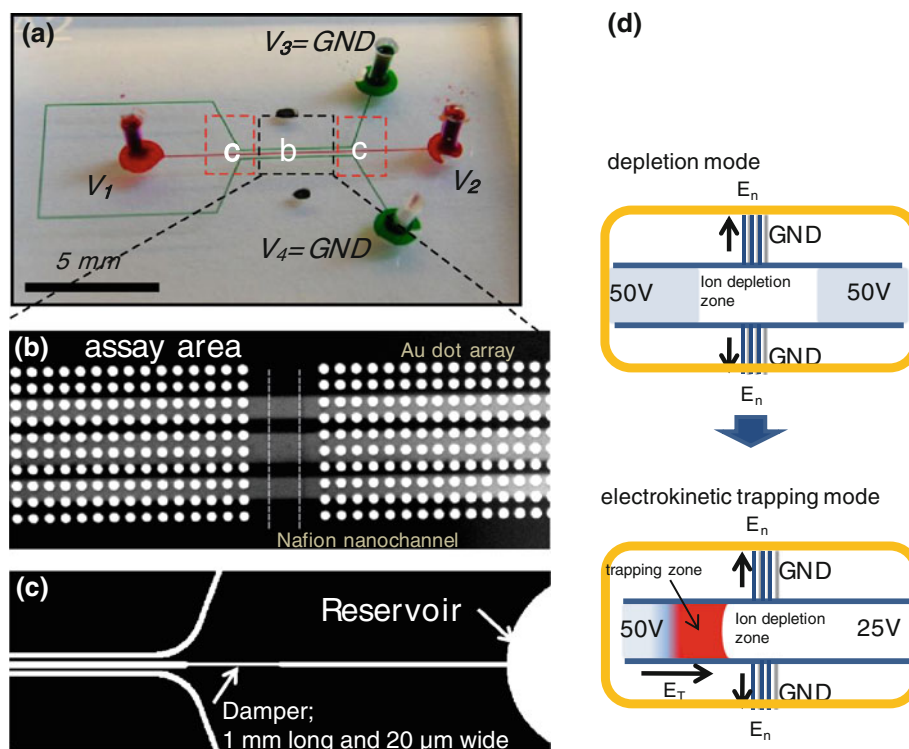 (a)
V3= GND
c
b
c
V1
V2
V4= GND
5 mm
(b)
assay area
Au dot array
Nafion nanochannel
(c)
Reservoir
Damper;
1 mm long and 20 µm wide
(d)
depletion mode
En
GND
50V
Ion depletion
zone
50V
GND
En
electrokinetic trapping mode
En
trapping zone
GND
50V
Ion depletion
zone
25V
ET
GND
En